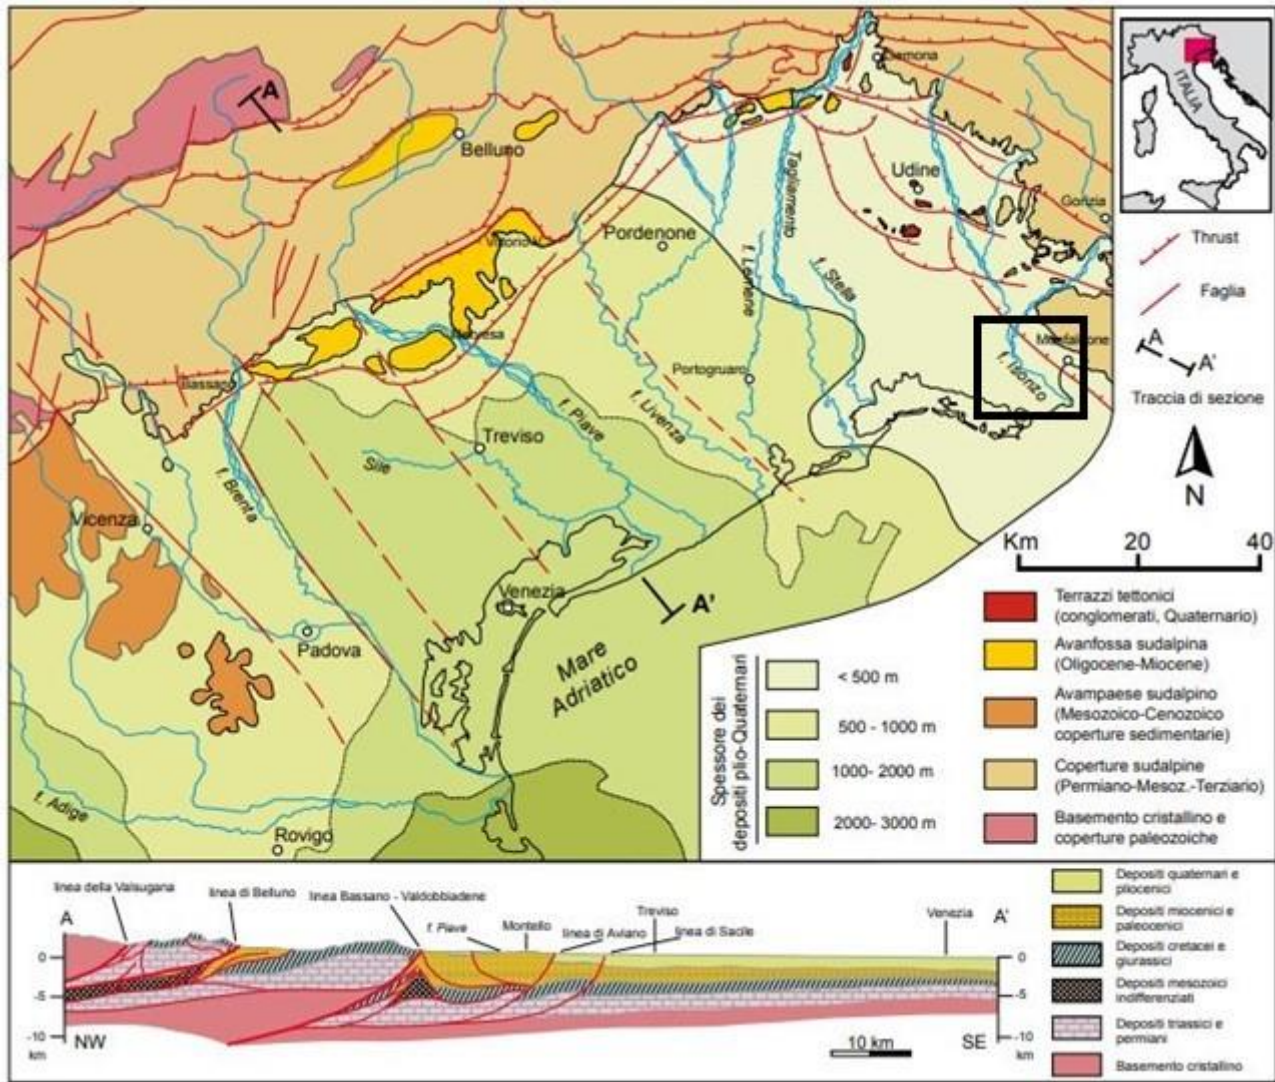 ITALIA
Gemona
A
Belluno
Udine
Tagliamento
Gorizia
Thrust
Vittorio V.
Pordenone
f. Lemene
f. Stella
Faglia
Monfalcone
A
A'
f. Isonzo
Traccia di sezione
Bassano
Portogruaro
f. Livenza
f. Piave
Treviso
Sile
N
f. Brenta
Vicenza
Km 20 40
Venezia
A'
Padova
Mare
Adriatico
Spessore dei
depositi plio-Quaternari
< 500 m
500 - 1000 m
1000- 2000 m
2000- 3000 m
Terrazzi tettonici
(conglomerati, Quaternario)
Avanfossa sudalpina
(Oligocene-Miocene)
Avampaese sudalpino
(Mesozoico-Cenozoico
coperture sedimentarie)
Coperture sudalpine
(Permiano-Mesoz.-Terziario)
Basamento cristallino e
coperture paleozoiche
f. Adige
Rovigo
linea della Valsugana
linea di Belluno
linea Bassano - Valdobbiadene
f. Piave
Montello
linea di Aviano
Treviso
linea di Sacile
Venezia
A
A'
0
-5
-10
km
NW
0
-5
-10
km
SE
10 km
Depositi quaternari e
pliocenici
Depositi miocenici e
paleocenici
Depositi cretacei e
giurassici
Depositi mesozoici
indifferenziati
Depositi triassici e
permiani
Basamento cristallino